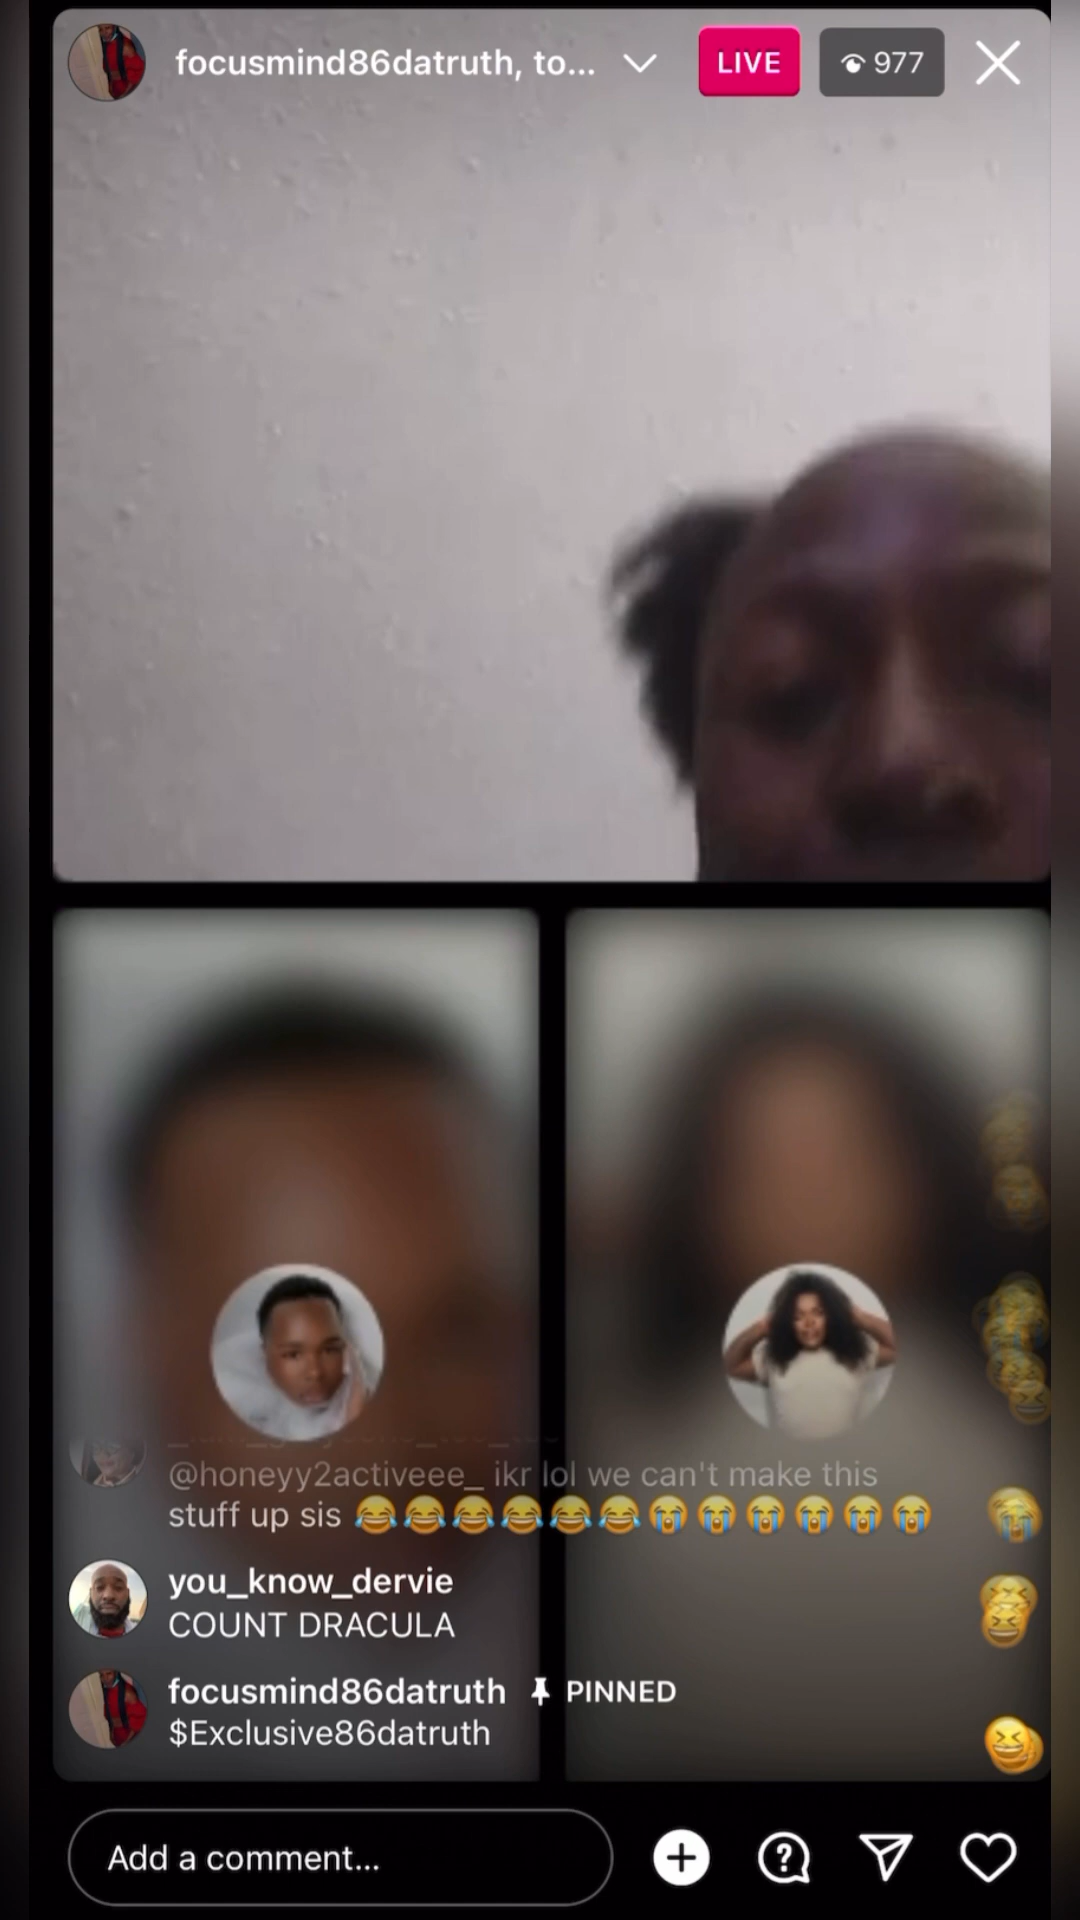 focusmind86datruth, to...
LIVE
977
@honeyy2activeee_ ikr lol we can't make this
stuff up sis 😂😂😂😂😂😂😭😭😭😭😭😭
you_know_dervie
COUNT DRACULA
focusmind86datruth PINNED
$Exclusive86datruth
Add a comment...